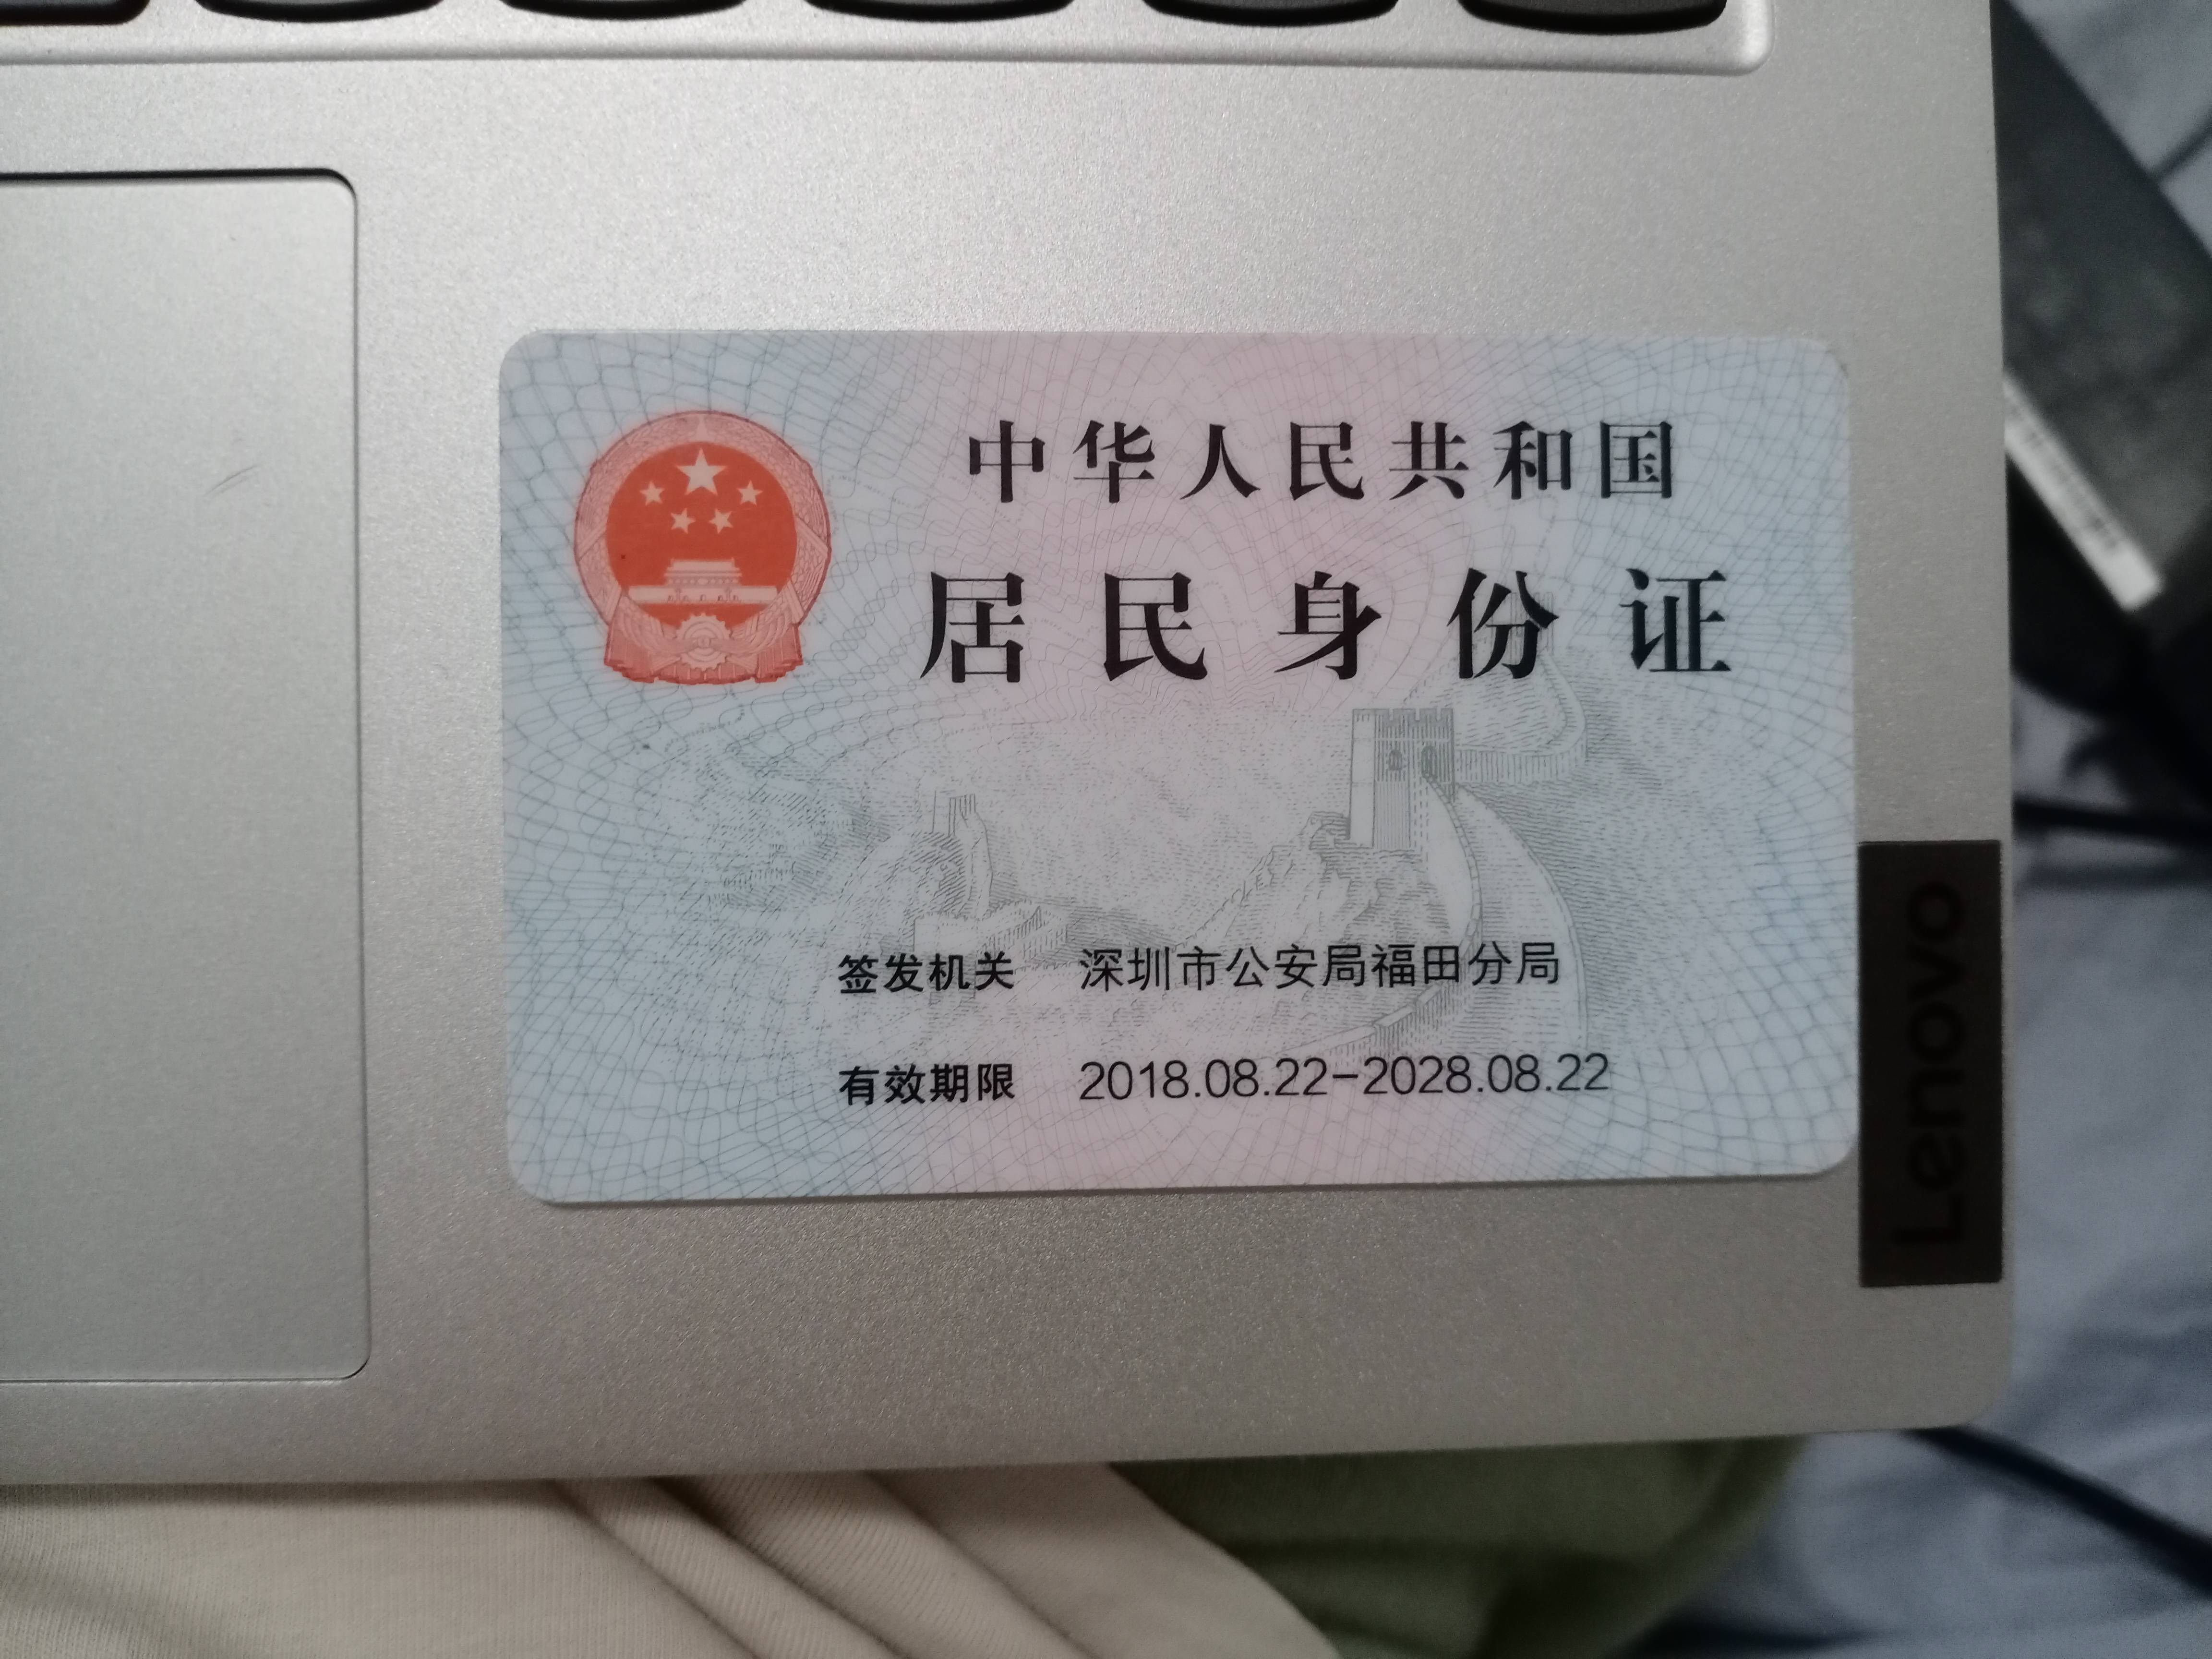 中华人民共和国
居民身份证
签发机关 深圳市公安局福田分局
有效期限 2018.08.22-2028.08.22
Lenovo